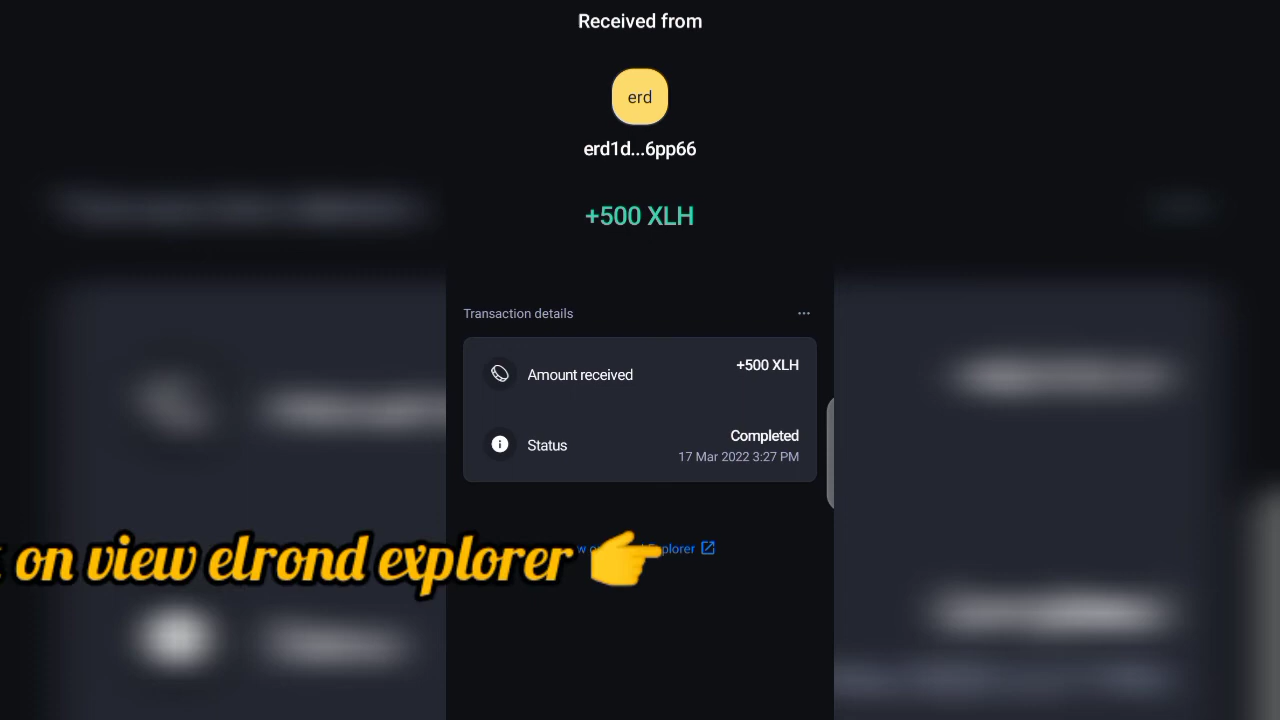 Received from
erd
erd1d...6pp66
+500 XLH
Transaction details
Amount received
+500 XLH
Status
Completed
17 Mar 2022 3:27 PM
on view elrond explorer 👉
Explorer